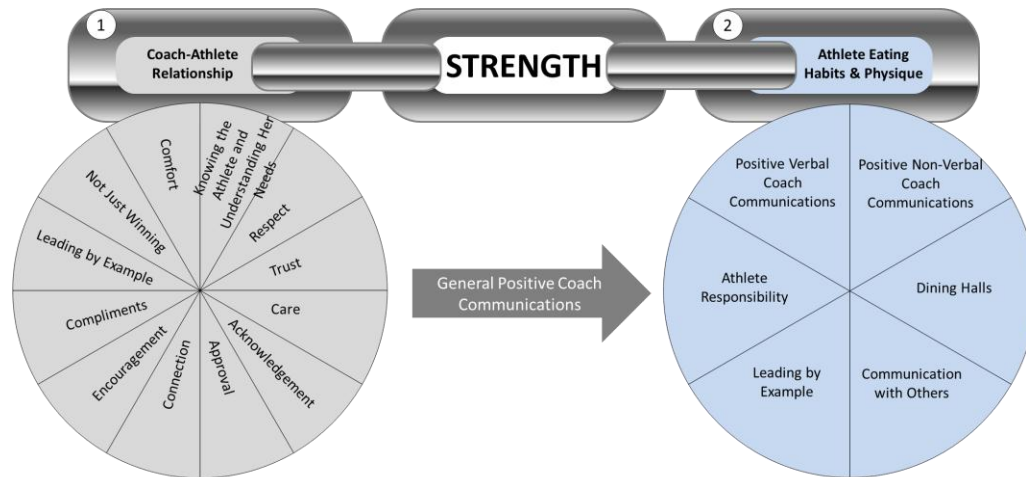 1
Coach-Athlete
Relationship
STRENGTH
2
Athlete Eating
Habits & Physique
Comfort
Knowing the
Athlete and
Understanding Her
Needs
Respect
Trust
Care
Acknowledgement
Approval
Connection
Encouragement
Compliments
Leading by Example
Not Just Winning
General Positive Coach
Communications
Positive Verbal
Coach
Communications
Positive Non-Verbal
Coach
Communications
Dining Halls
Communication
with Others
Leading by
Example
Athlete
Responsibility